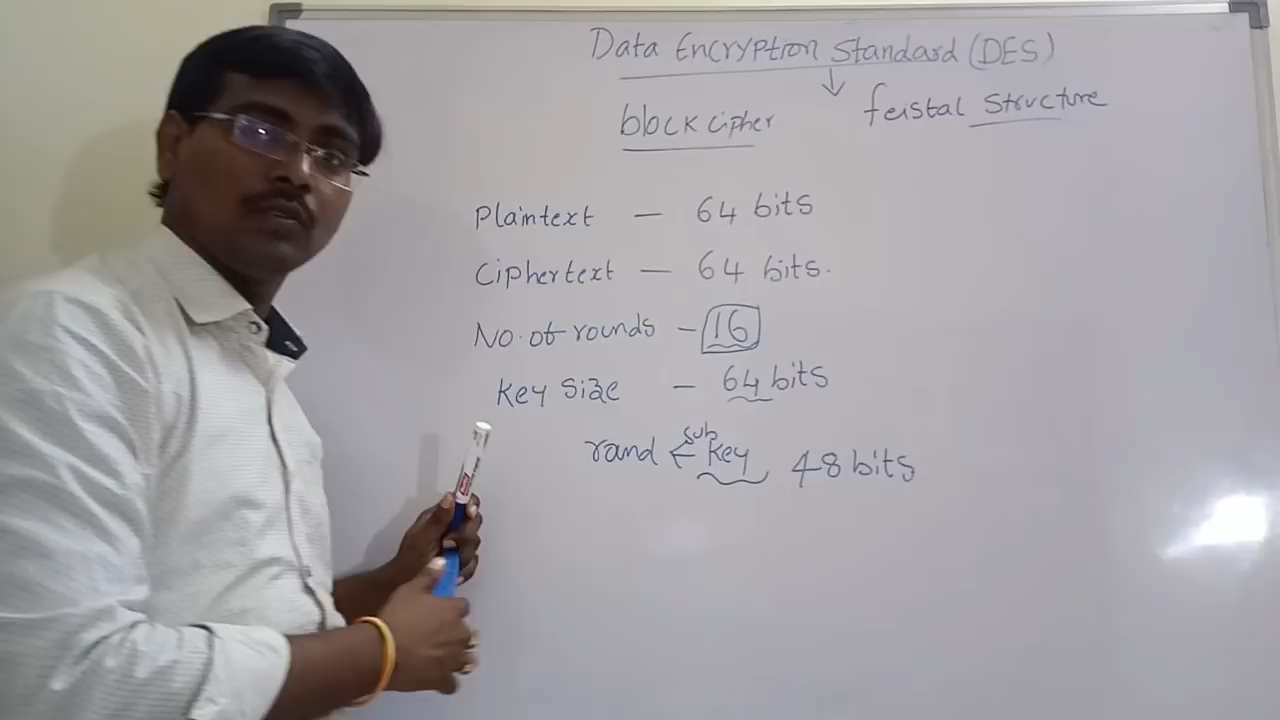 Data Encryption Standard (DES)
block cipher
feistal structure
Plaintext — 64 bits
Ciphertext — 64 bits.
No. of rounds – 16
key size – 64 bits
rand ← sub key 48 bits